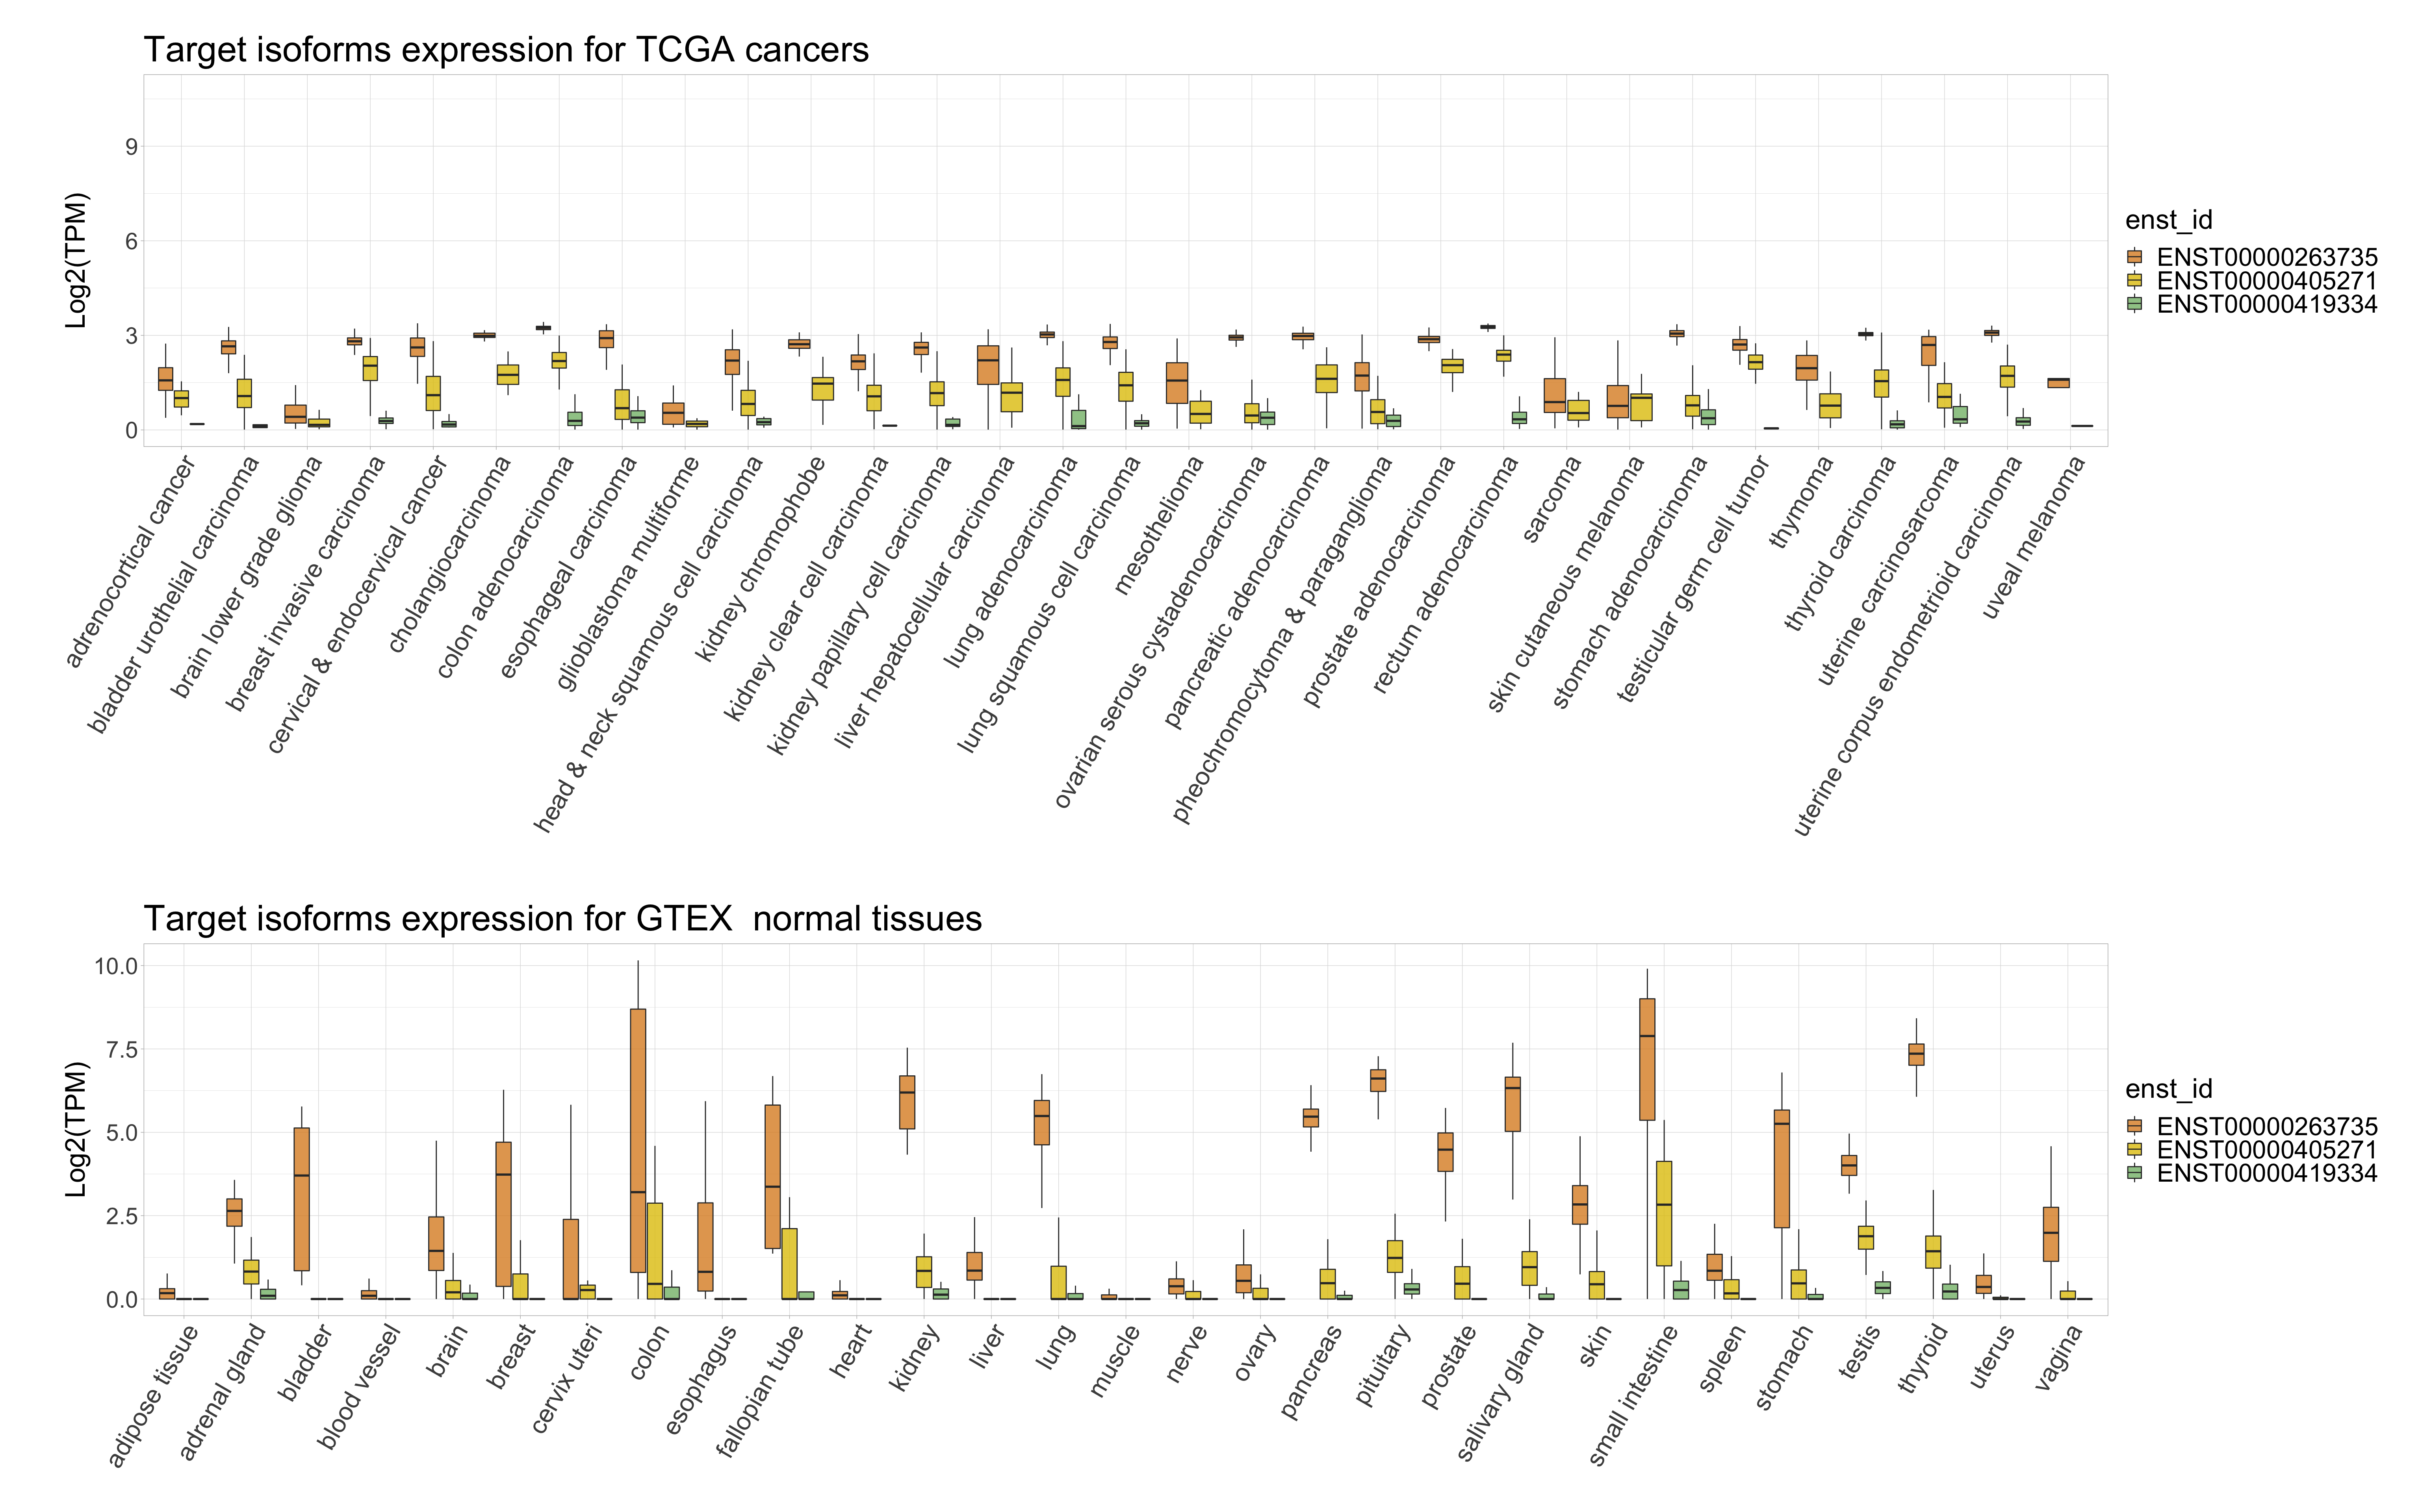 Target isoforms expression for TCGA cancers
Log2(TPM)
9
6
3
0
adrenocortical cancer
bladder urothelial carcinoma
brain lower grade glioma
breast invasive carcinoma
cervical & endocervical cancer
cholangiocarcinoma
colon adenocarcinoma
esophageal carcinoma
glioblastoma multiforme
head & neck squamous cell carcinoma
kidney chromophobe
kidney clear cell carcinoma
kidney papillary cell carcinoma
liver hepatocellular carcinoma
lung adenocarcinoma
lung squamous cell carcinoma
mesothelioma
ovarian serous cystadenocarcinoma
pancreatic adenocarcinoma
pheochromocytoma & paraganglioma
prostate adenocarcinoma
rectum adenocarcinoma
sarcoma
skin cutaneous melanoma
stomach adenocarcinoma
testicular germ cell tumor
thymoma
thyroid carcinoma
uterine carcinosarcoma
uterine corpus endometrioid carcinoma
uveal melanoma
enst_id
ENST00000263735
ENST00000405271
ENST00000419334
Target isoforms expression for GTEX  normal tissues
Log2(TPM)
10.0
7.5
5.0
2.5
0.0
adipose tissue
adrenal gland
bladder
blood vessel
brain
breast
cervix uteri
colon
esophagus
fallopian tube
heart
kidney
liver
lung
muscle
nerve
ovary
pancreas
pituitary
prostate
salivary gland
skin
small intestine
spleen
stomach
testis
thyroid
uterus
vagina
enst_id
ENST00000263735
ENST00000405271
ENST00000419334